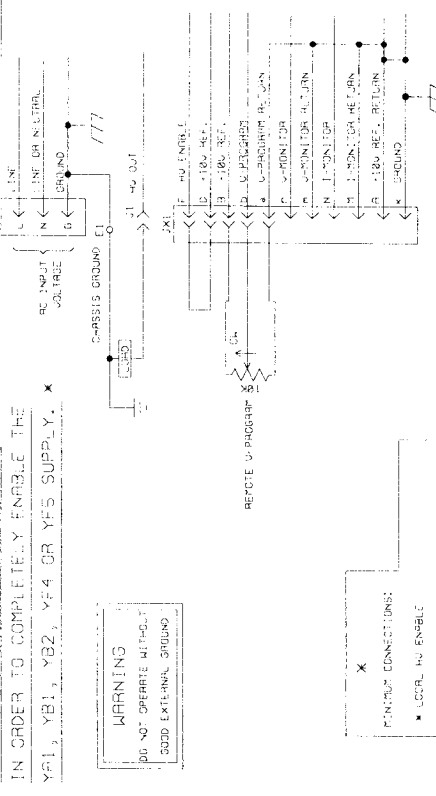 IN ORDER TO COMPLETELY ENABLE THE
YA1, YB1, YB2, YF4 OR YF5 SUPPLY. *
WARNING
DO NOT OPERATE WITHOUT
GOOD EXTERNAL GROUND
*
MINIMUM CONNECTIONS:
* LOCAL HV ENABLE
AC INPUT
VOLTAGE
L LINE
N LINE OR NEUTRAL
G GROUND
CHASSIS GROUND E1
LOAD
J1 HV OUT
REMOTE V-PROGRAM
10K
CW
JX1
F HV ENABLE
D +10V REF.
B +10V REF.
b V-PROGRAM
a V-PROGRAM RETURN
V-MONITOR
V-MONITOR RETURN
N I-MONITOR
M I-MONITOR RETURN
A +10V REF. RETURN
GROUND